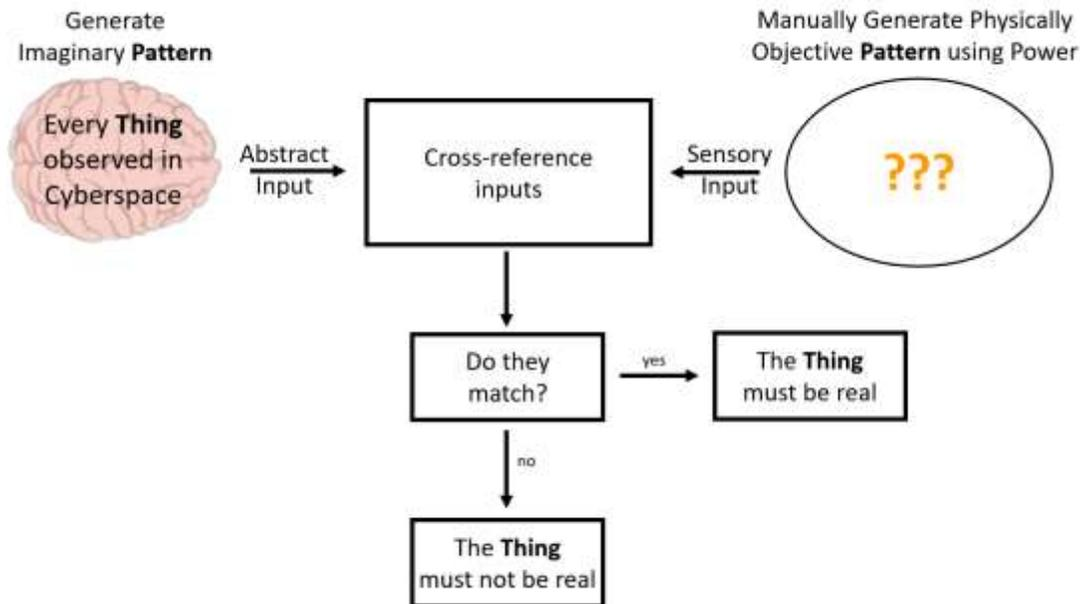 Generate
Imaginary Pattern
Every Thing
observed in
Cyberspace
Abstract
Input
Cross-reference
inputs
Sensory
Input
Manually Generate Physically
Objective Pattern using Power
???
Do they
match?
yes
The Thing
must be real
no
The Thing
must not be real